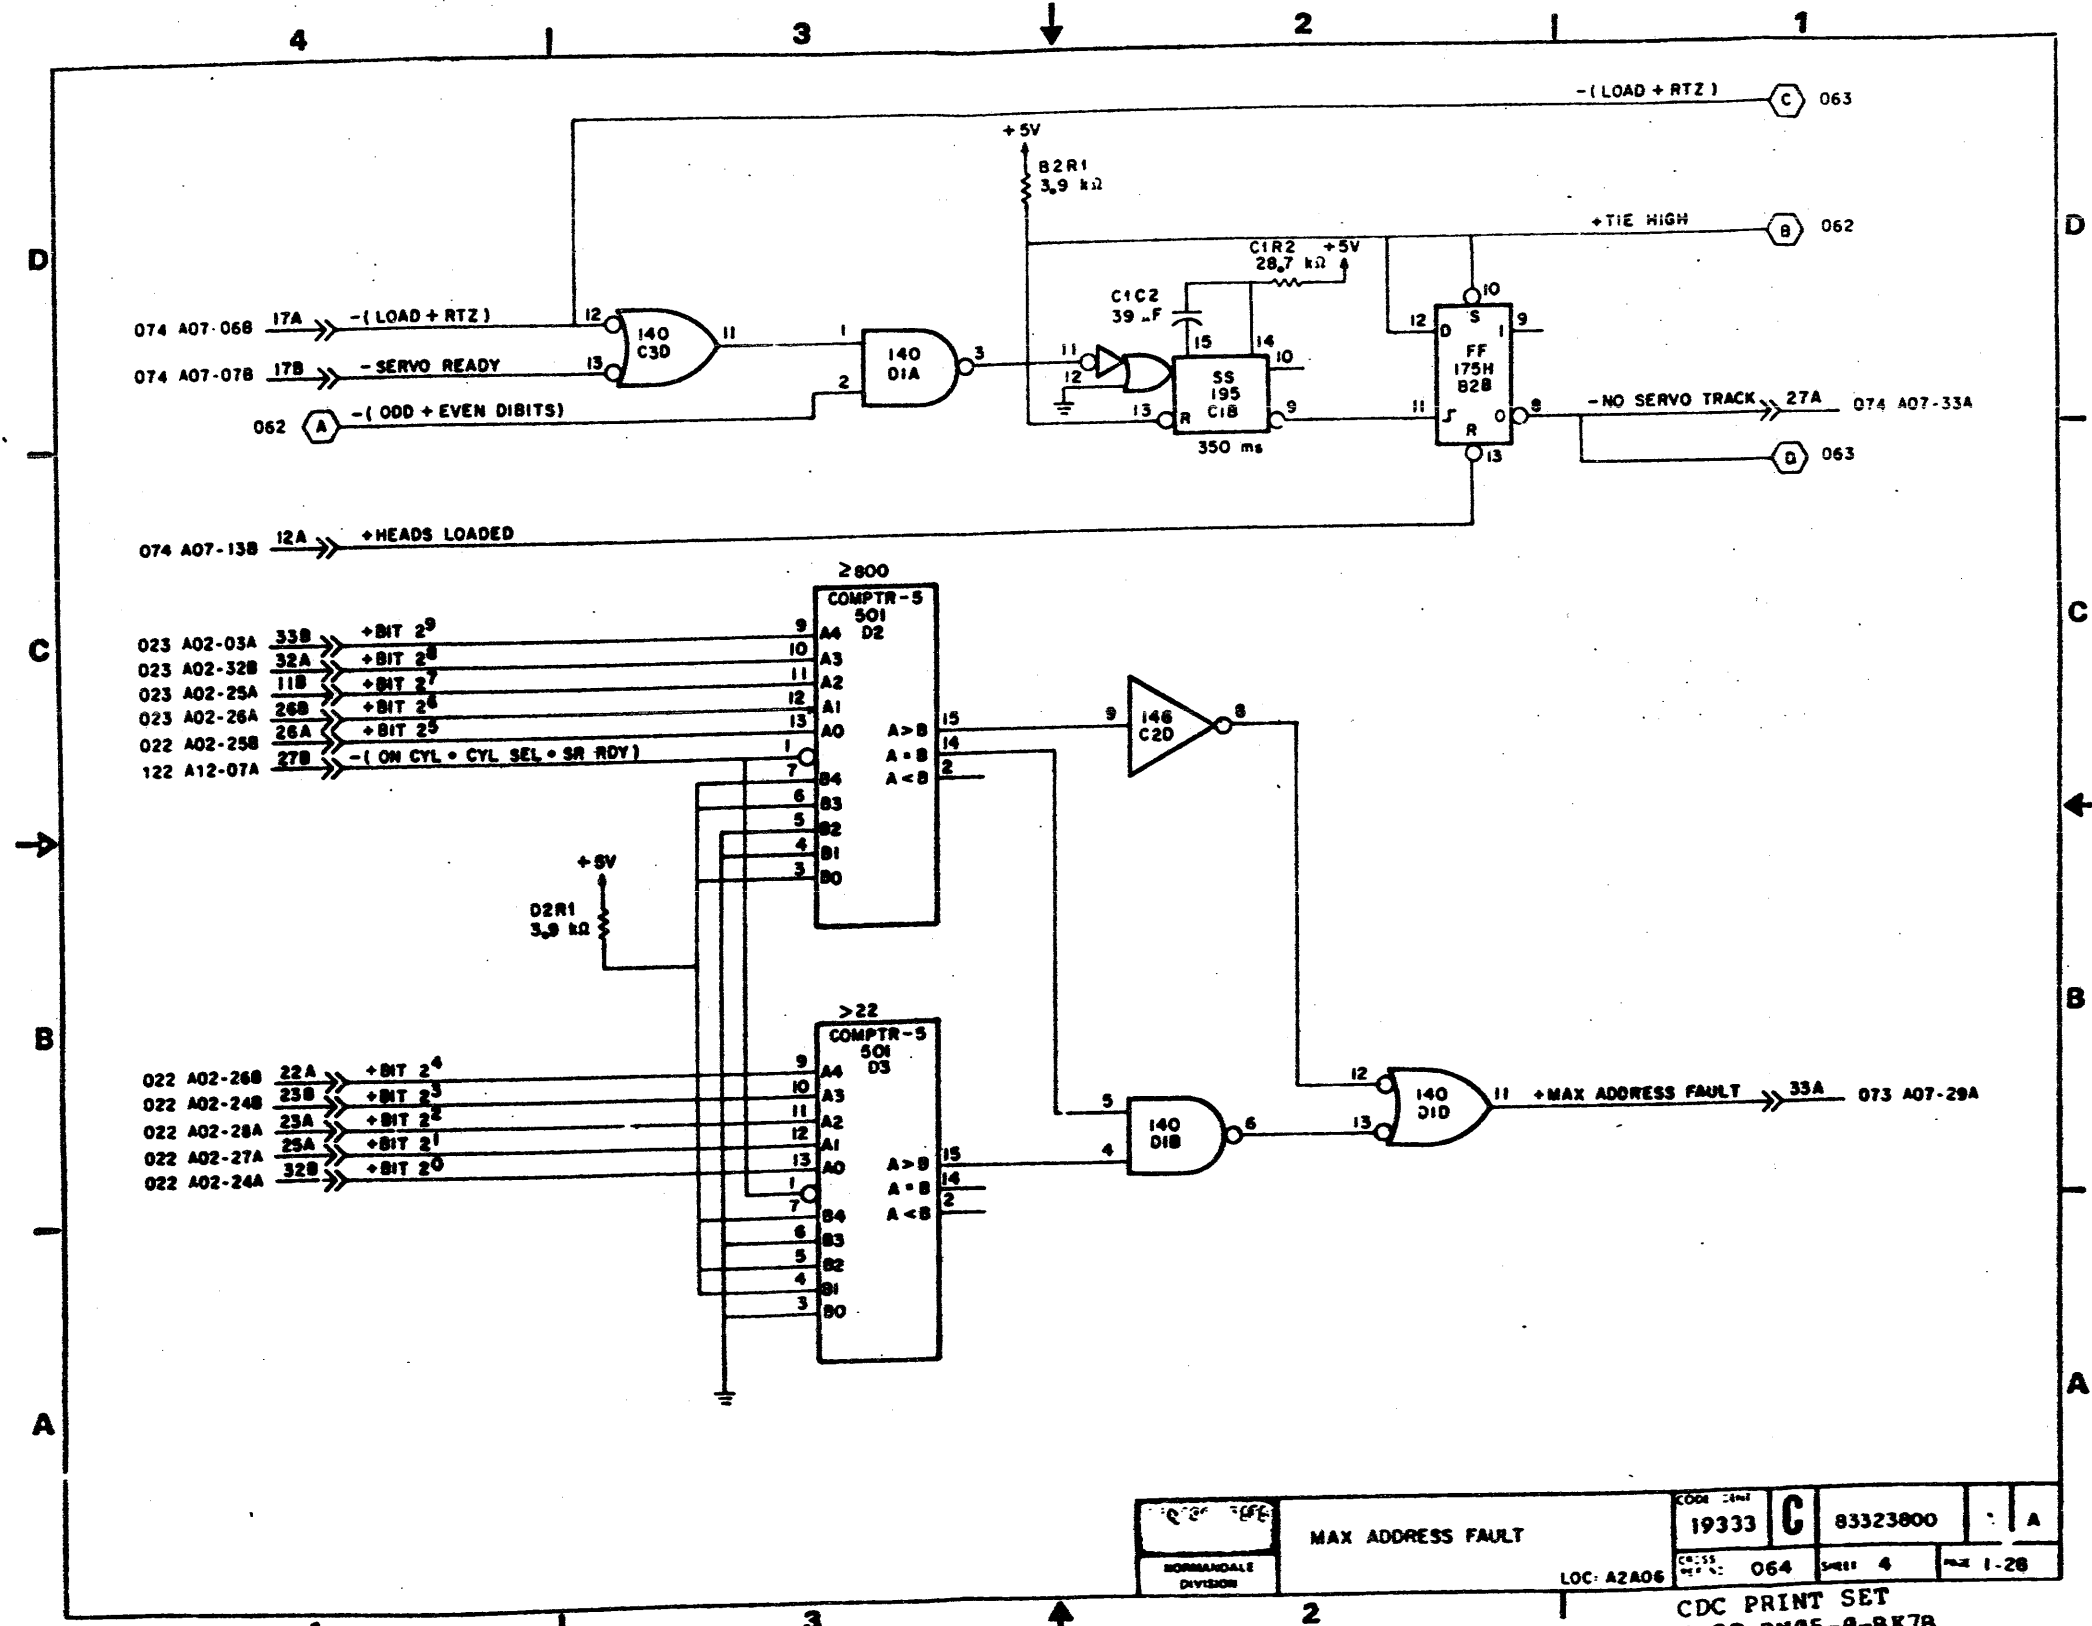 4 3 2 1
-(LOAD + RTZ) C 063
+5V
B2R1
3.9 kΩ
+TIE HIGH B 062
D D
C1R2 +5V
28.7 kΩ
C1C2
39 µF
10
S
074 A07-06B 17A -(LOAD + RTZ) 12
140
C3D
11
1
140
D1A
3
11
12
15 14
10
SS
195
C1B
12 D 1 9
FF
175H
B2B
074 A07-07B 17B -SERVO READY 13
2
062 A -(ODD + EVEN DIBITS)
13 R 9
350 ms
11 R 0 8
13
-NO SERVO TRACK 27A 074 A07-33A
063
074 A07-13B 12A +HEADS LOADED
≥800
COMPTR-5
501
D2
C C
023 A02-03A 33B +BIT 2⁹ 9 A4
023 A02-32B 32A +BIT 2⁸ 10 A3
023 A02-25A 11B +BIT 2⁷ 11 A2
023 A02-26A 26B +BIT 2⁶ 12 A1
022 A02-25B 26A +BIT 2⁵ 13 A0
122 A12-07A 27B -(ON CYL • CYL SEL • SR RDY) 1
7 B4
6 B3
5 B2
4 B1
3 B0
A>B 15
A=B 14
A<B 2
9
146
C2D
8
+5V
D2R1
3.9 kΩ
B B
>22
COMPTR-5
501
D3
022 A02-26B 22A +BIT 2⁴ 9 A4
022 A02-24B 23B +BIT 2³ 10 A3
022 A02-28A 23A +BIT 2² 11 A2
022 A02-27A 25A +BIT 2¹ 12 A1
022 A02-24A 32B +BIT 2⁰ 13 A0
1
7 B4
6 B3
5 B2
4 B1
3 B0
A>B 15
A=B 14
A<B 2
5
4
140
D1B
6
12
13
140
D1D
11
+MAX ADDRESS FAULT 33A 073 A07-29A
A A
NORMANDALE
DIVISION
MAX ADDRESS FAULT
LOC: A2A06
CODE IDENT
19333
C
83323800
A
064
SHEET 4
PAGE 1-28
3 2
CDC PRINT SET